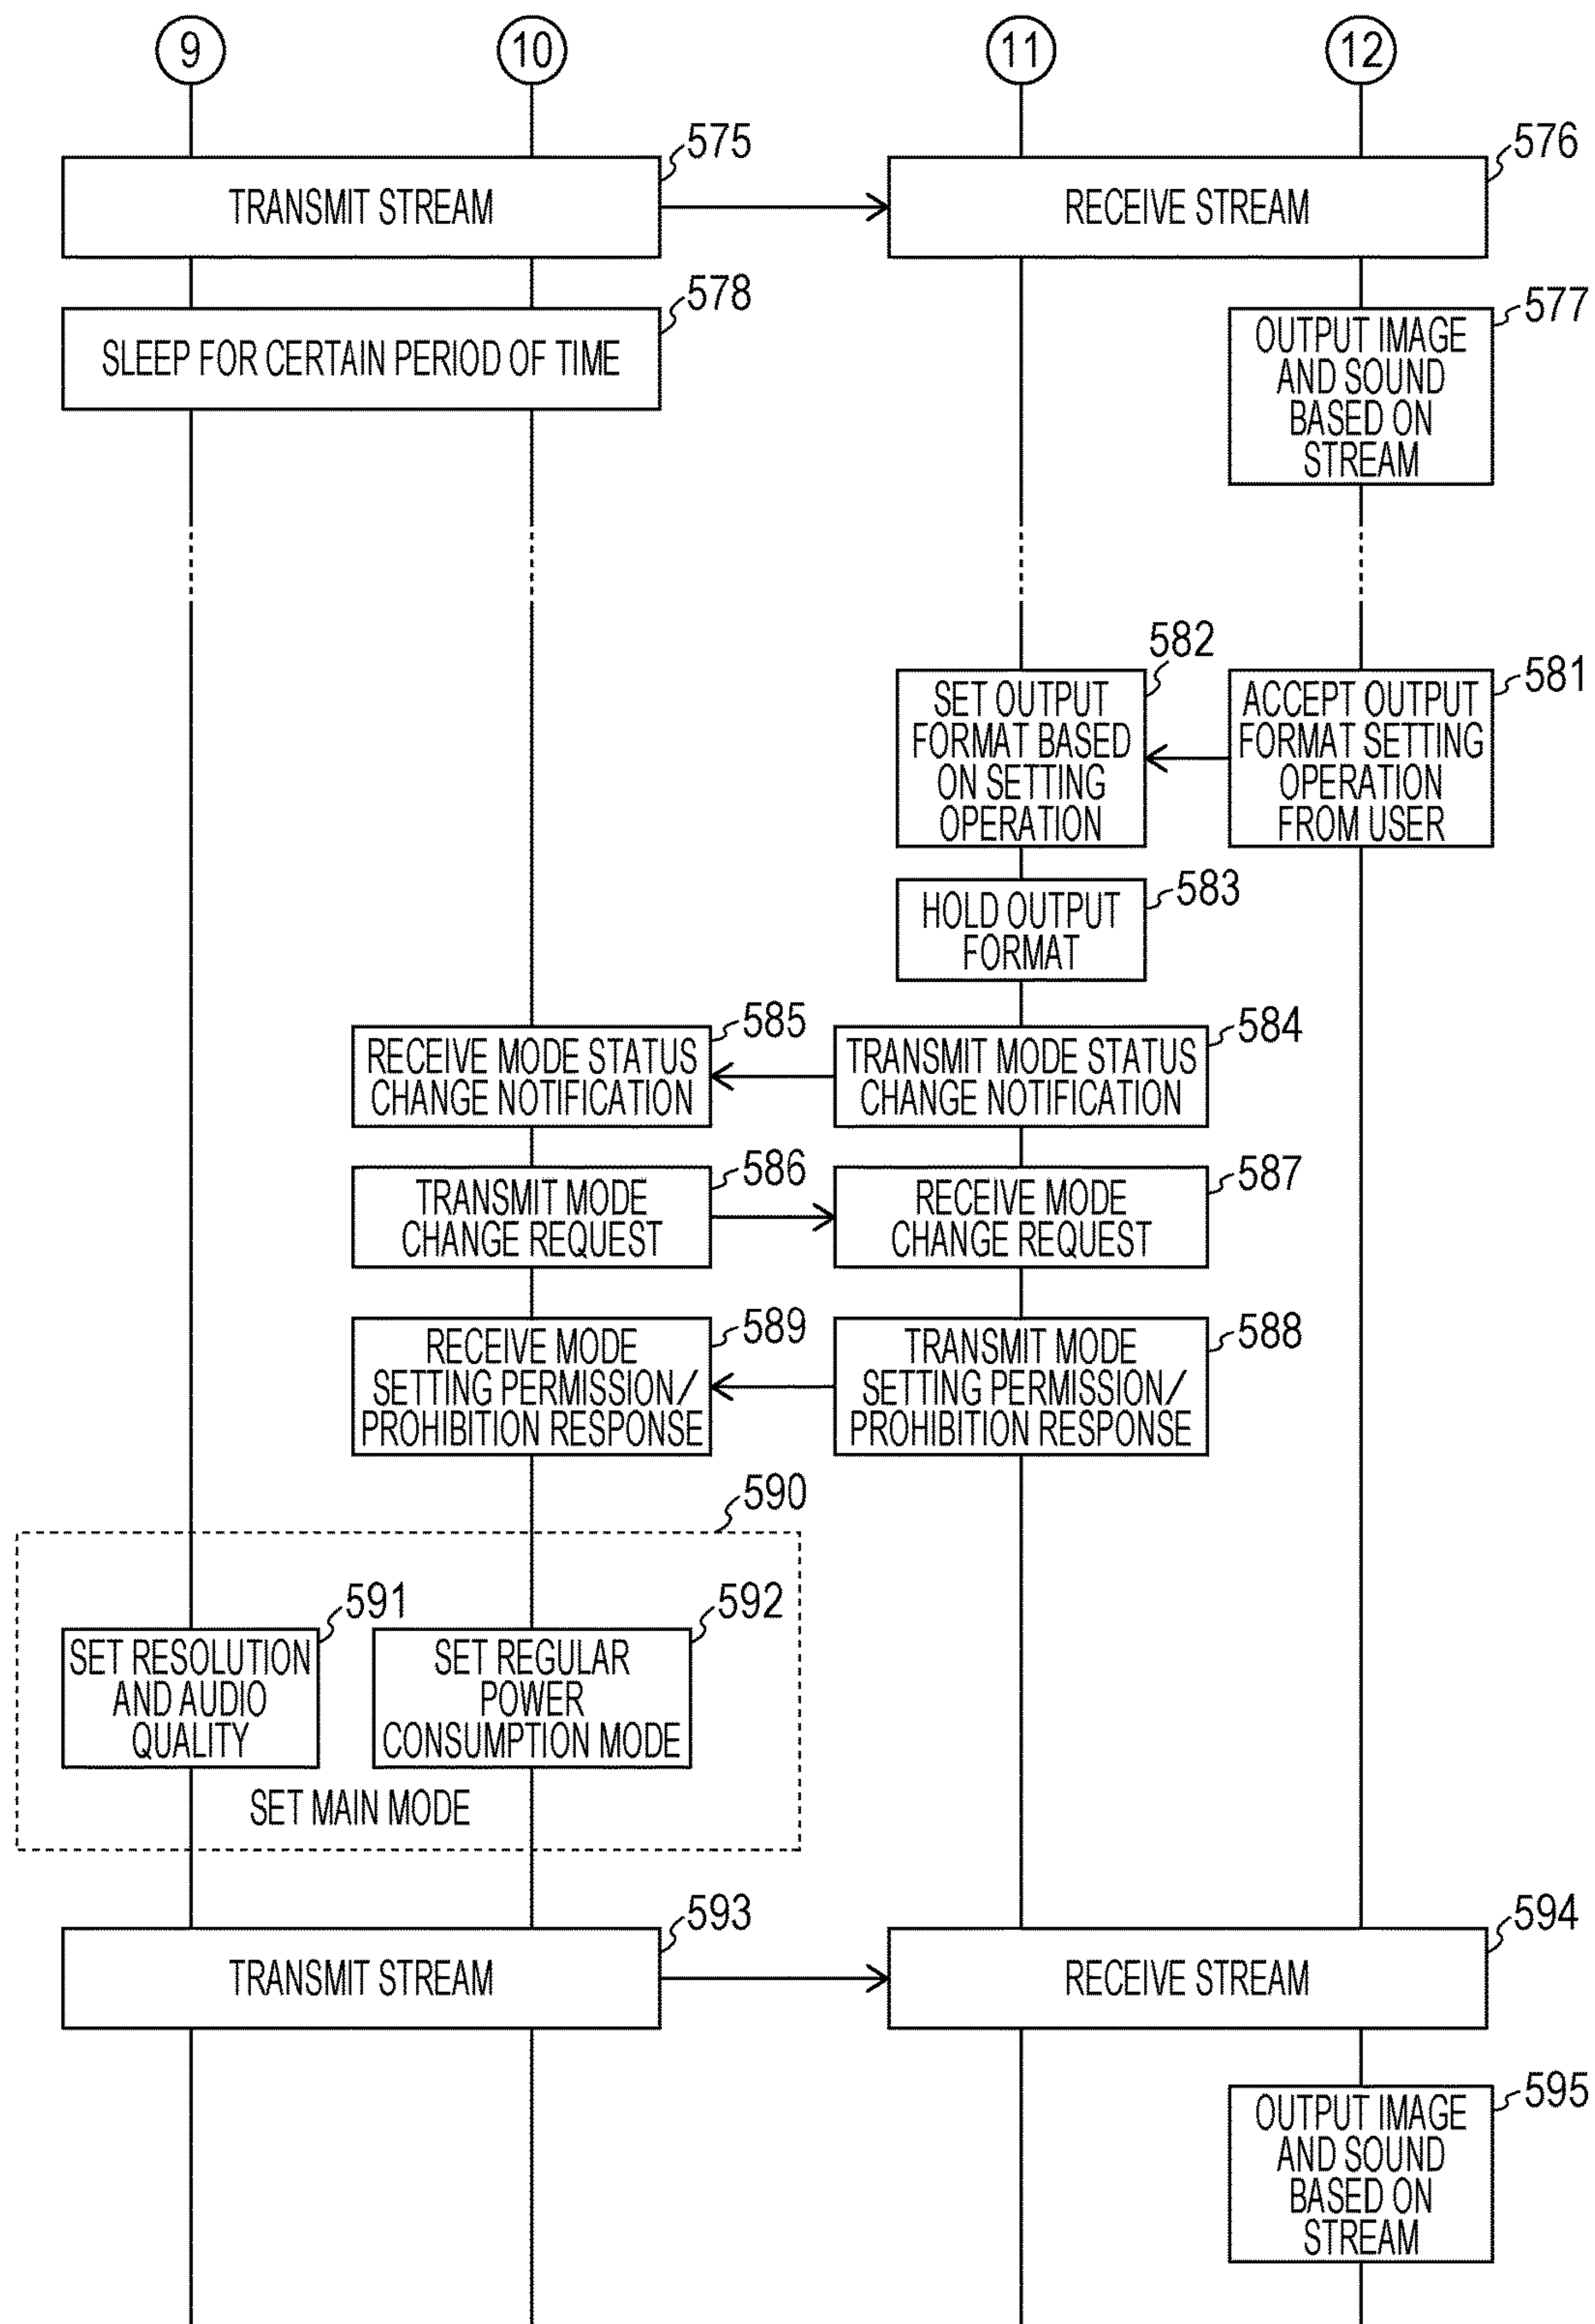 9
10
11
12
575
576
TRANSMIT STREAM
RECEIVE STREAM
578
577
SLEEP FOR CERTAIN PERIOD OF TIME
OUTPUT IMAGE
AND SOUND
BASED ON
STREAM
582
581
SET OUTPUT
FORMAT BASED
ON SETTING
OPERATION
ACCEPT OUTPUT
FORMAT SETTING
OPERATION
FROM USER
583
HOLD OUTPUT
FORMAT
585
584
RECEIVE MODE STATUS
CHANGE NOTIFICATION
TRANSMIT MODE STATUS
CHANGE NOTIFICATION
586
587
TRANSMIT MODE
CHANGE REQUEST
RECEIVE MODE
CHANGE REQUEST
589
588
RECEIVE MODE
SETTING PERMISSION/
PROHIBITION RESPONSE
TRANSMIT MODE
SETTING PERMISSION/
PROHIBITION RESPONSE
590
591
592
SET RESOLUTION
AND AUDIO
QUALITY
SET REGULAR
POWER
CONSUMPTION MODE
SET MAIN MODE
593
594
TRANSMIT STREAM
RECEIVE STREAM
595
OUTPUT IMAGE
AND SOUND
BASED ON
STREAM